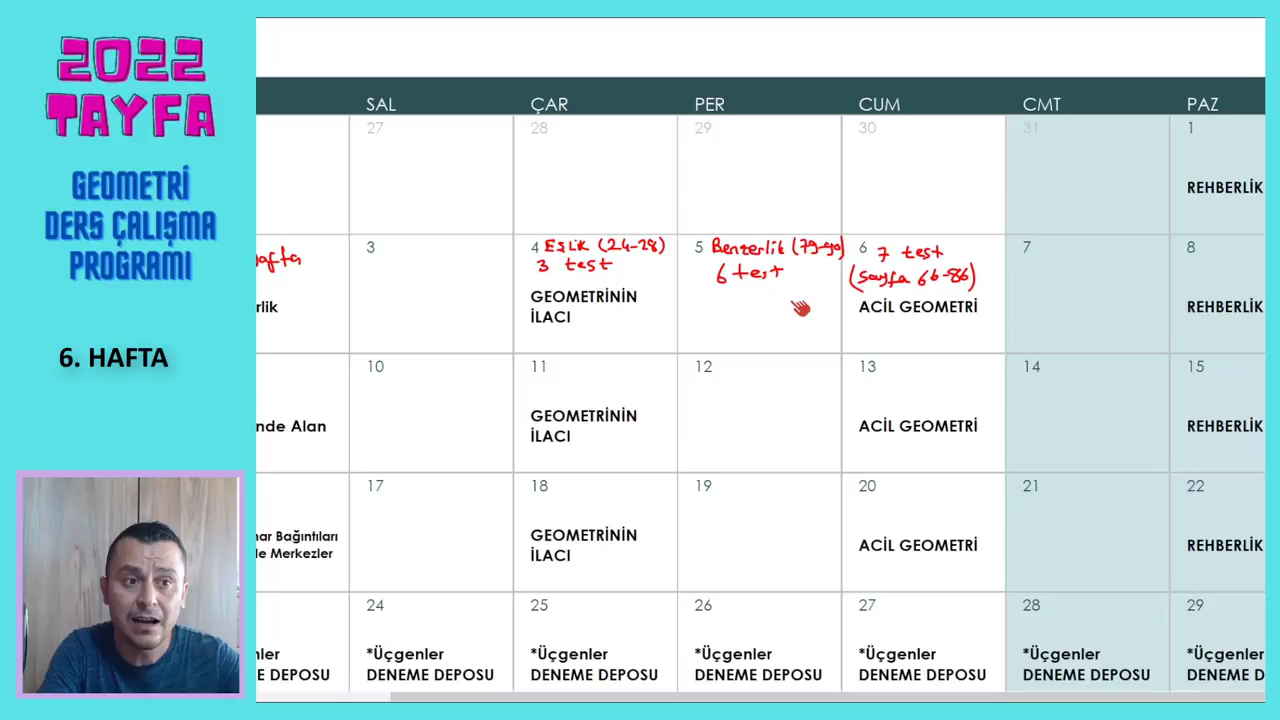 2022
TAYFA
GEOMETRİ
DERS ÇALIŞMA
PROGRAMI
6. HAFTA
SAL ÇAR PER CUM CMT PAZ
27 28 29 30 31 1
REHBERLİK
hafta 3 4 Eşlik (24-28) 5 Benzerlik (79-90) 6 7 test 7 8
3 test 6 test (sayfa 66-86)
rlik GEOMETRİNİN İLACI ACİL GEOMETRİ REHBERLİK
10 11 12 13 14 15
nde Alan GEOMETRİNİN İLACI ACİL GEOMETRİ REHBERLİK
17 18 19 20 21 22
nar Bağıntıları
le Merkezler GEOMETRİNİN İLACI ACİL GEOMETRİ REHBERLİK
24 25 26 27 28 29
nler *Üçgenler *Üçgenler *Üçgenler *Üçgenler *Üçgenler *Üçgenler
E DEPOSU DENEME DEPOSU DENEME DEPOSU DENEME DEPOSU DENEME DEPOSU DENEME DEPOSU DENEME D